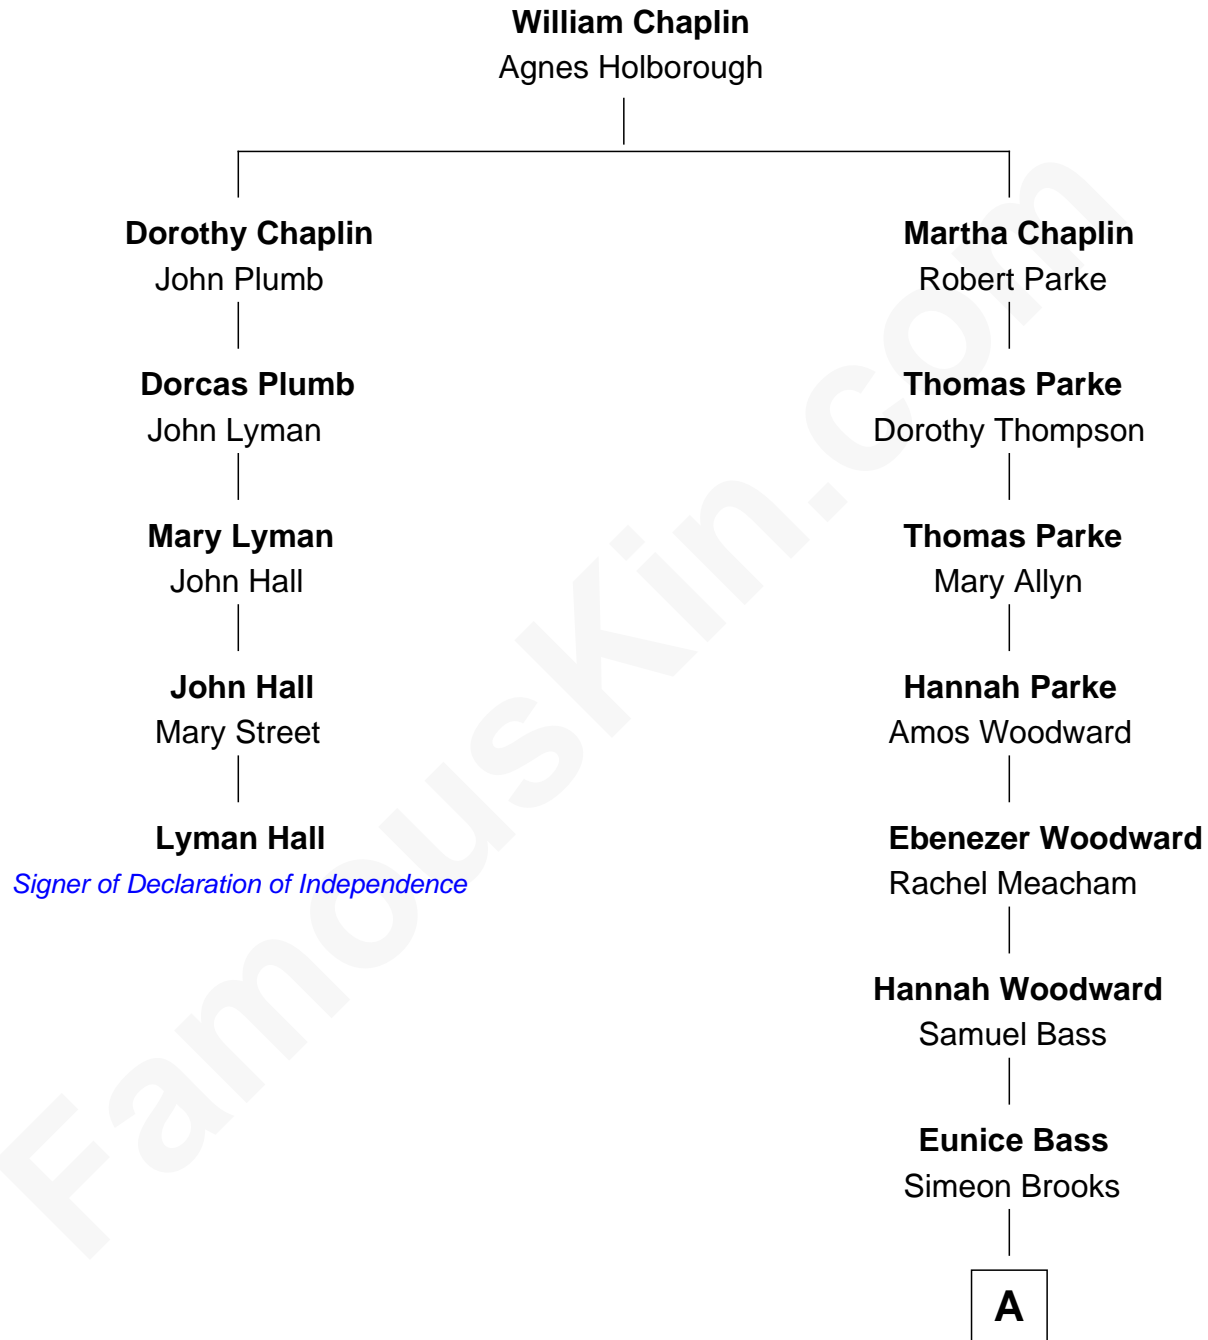 William Chaplin
Agnes Holborough
Dorothy Chaplin
John Plumb
Martha Chaplin
Robert Parke
Dorcas Plumb
John Lyman
Thomas Parke
Dorothy Thompson
Mary Lyman
John Hall
Thomas Parke
Mary Allyn
John Hall
Mary Street
Hannah Parke
Amos Woodward
Lyman Hall
Signer of Declaration of Independence
Ebenezer Woodward
Rachel Meacham
Hannah Woodward
Samuel Bass
Eunice Bass
Simeon Brooks
A
FamousKin.com